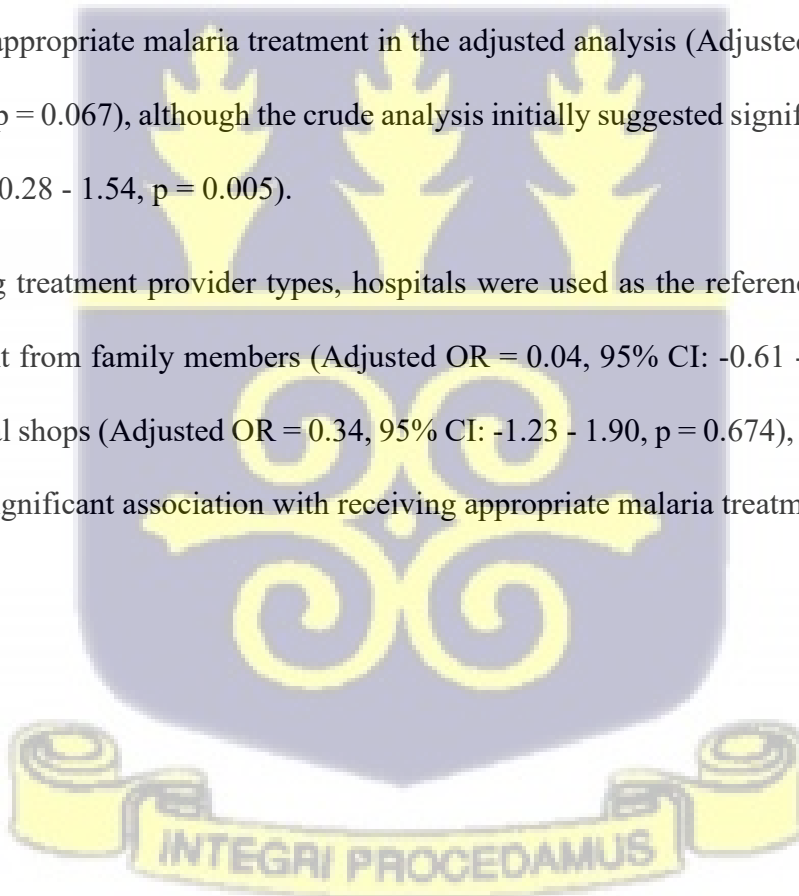 appropriate malaria treatment in the adjusted analysis (Adjusted
p = 0.067), although the crude analysis initially suggested signif
0.28 - 1.54, p = 0.005).
g treatment provider types, hospitals were used as the referenc
t from family members (Adjusted OR = 0.04, 95% CI: -0.61 -
al shops (Adjusted OR = 0.34, 95% CI: -1.23 - 1.90, p = 0.674),
gnificant association with receiving appropriate malaria treatm
INTEGRI PROCEDAMUS